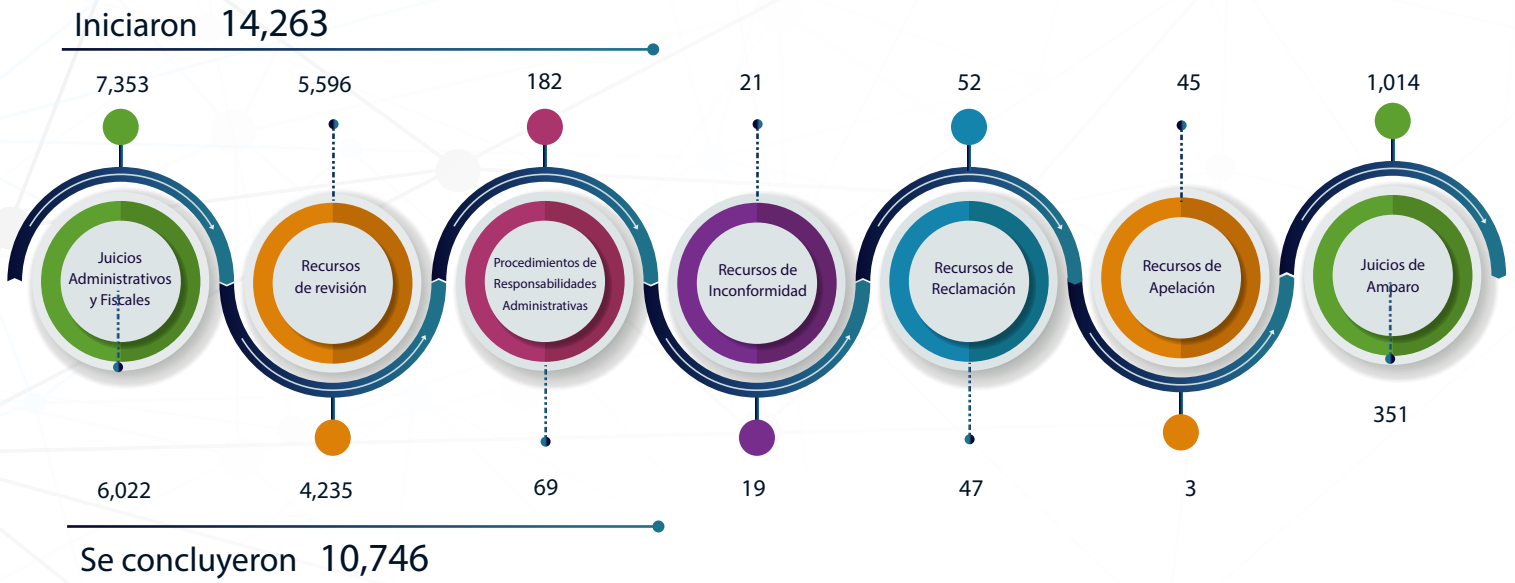 Iniciaron 14,263
7,353
5,596
182
21
52
45
1,014
Juicios
Administrativos
y Fiscales
Recursos
de revisión
Procedimientos de
Responsabilidades
Administrativas
Recursos de
Inconformidad
Recursos de
Reclamación
Recursos de
Apelación
Juicios de
Amparo
6,022
4,235
69
19
47
3
351
Se concluyeron 10,746